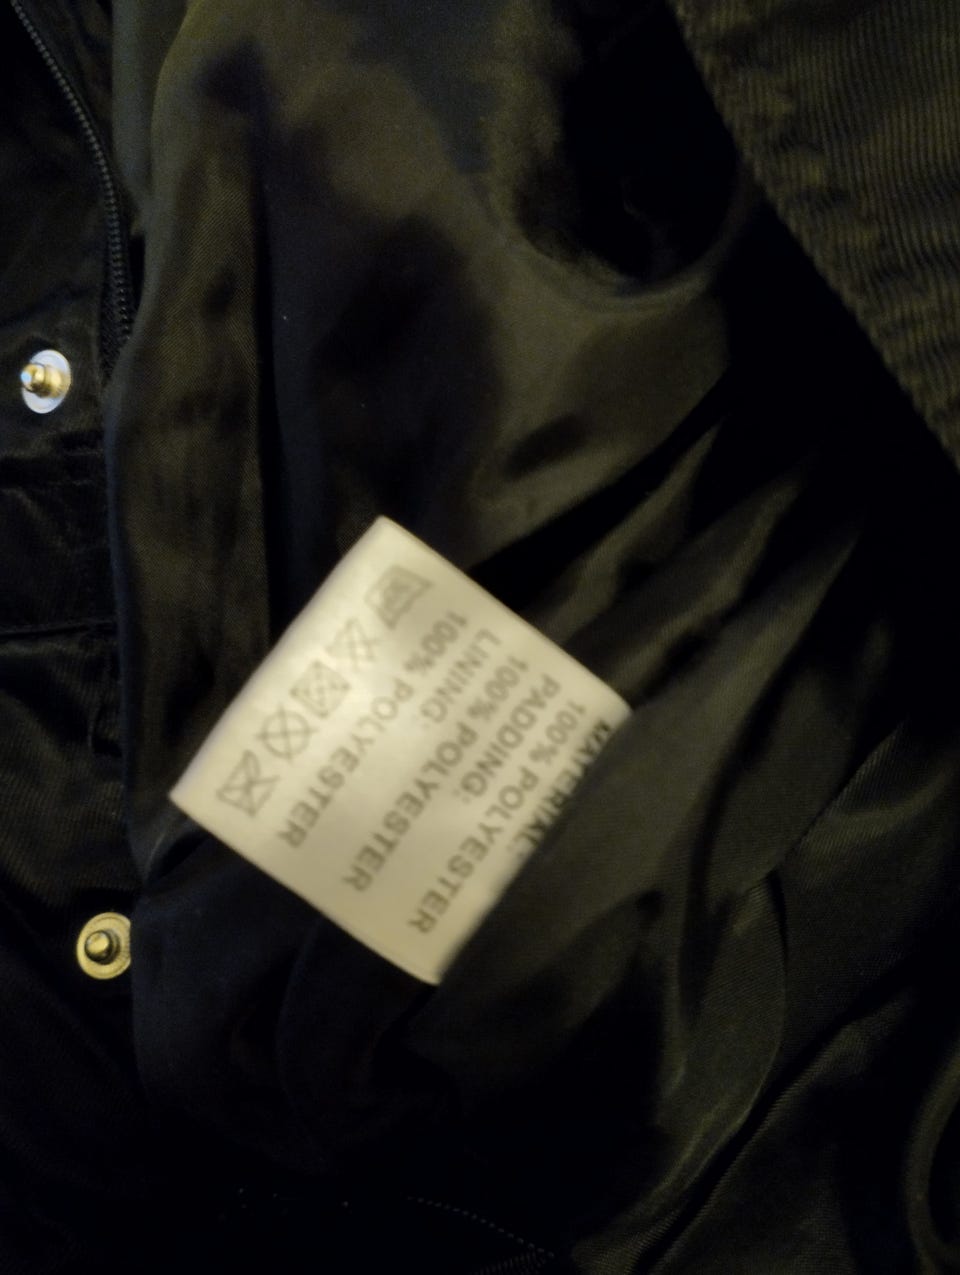 MATERIAL:
100% POLYESTER
PADDING:
100% POLYESTER
LINING:
100% POLYESTER